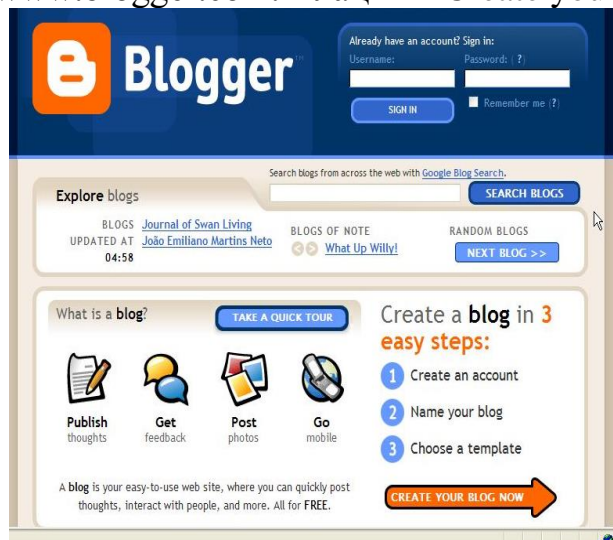 Already have an account? Sign in:
Username: Password: ( ? )
Blogger™
SIGN IN Remember me (?)
Search blogs from across the web with Google Blog Search.
Explore blogs SEARCH BLOGS
BLOGS UPDATED AT 04:58
Journal of Swan Living
João Emiliano Martins Neto
BLOGS OF NOTE
What Up Willy!
RANDOM BLOGS
NEXT BLOG >>
What is a blog? TAKE A QUICK TOUR
Publish thoughts
Get feedback
Post photos
Go mobile
A blog is your easy-to-use web site, where you can quickly post
thoughts, interact with people, and more. All for FREE.
Create a blog in 3
easy steps:
1 Create an account
2 Name your blog
3 Choose a template
CREATE YOUR BLOG NOW